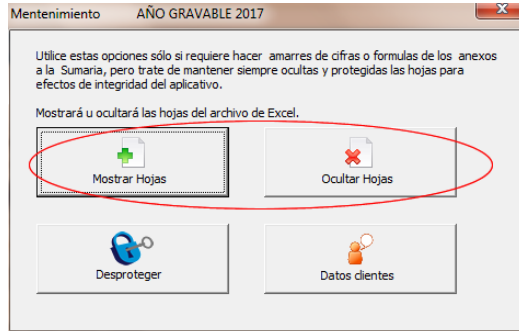 Mentenimiento AÑO GRAVABLE 2017
Utilice estas opciones sólo si requiere hacer amarres de cifras o formulas de los anexos
a la Sumaria, pero trate de mantener siempre ocultas y protegidas las hojas para
efectos de integridad del aplicativo.
Mostrará u ocultará las hojas del archivo de Excel.
Mostrar Hojas Ocultar Hojas
Desproteger Datos clientes